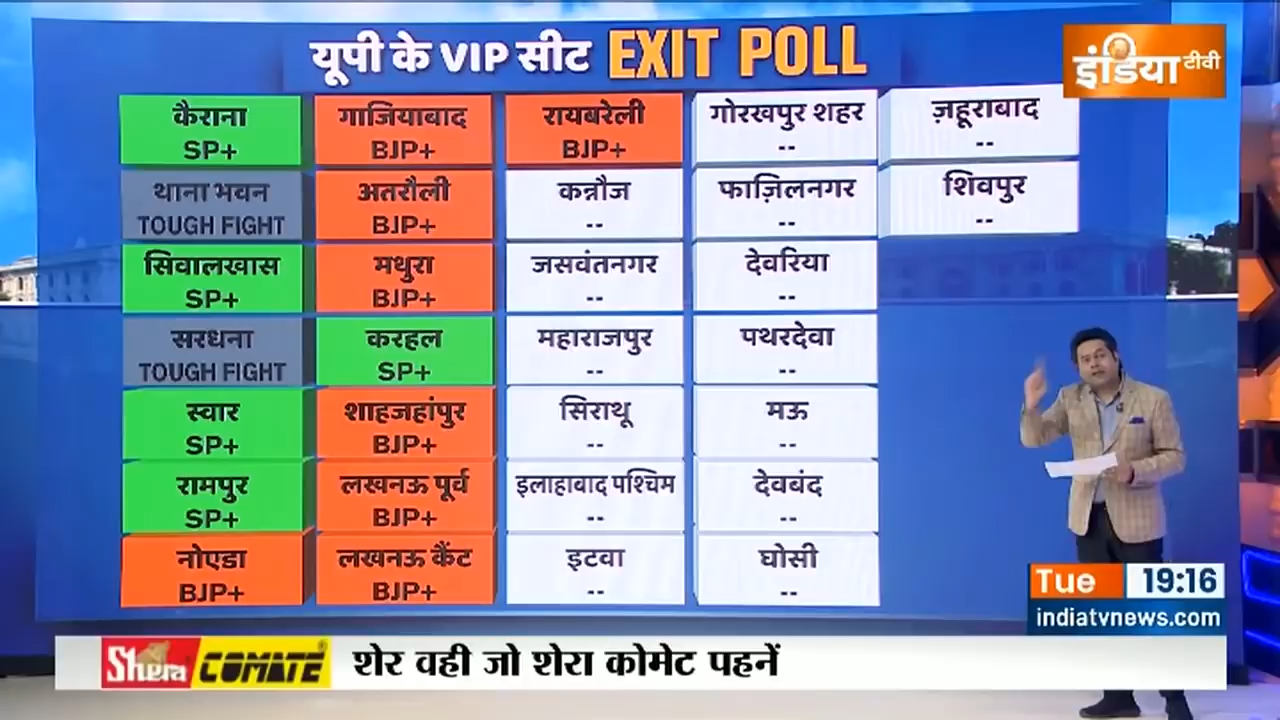 यूपी के VIP सीट EXIT POLL
इंडिया टीवी
कैराना
SP+
थाना भवन
TOUGH FIGHT
सिवालखास
SP+
सरधना
TOUGH FIGHT
स्वार
SP+
रामपुर
SP+
नोएडा
BJP+
गाजियाबाद
BJP+
अतरौली
BJP+
मथुरा
BJP+
करहल
SP+
शाहजहांपुर
BJP+
लखनऊ पूर्व
BJP+
लखनऊ कैंट
BJP+
रायबरेली
BJP+
कन्नौज
--
जसवंतनगर
--
महाराजपुर
--
सिराथू
--
इलाहाबाद पश्चिम
--
इटवा
--
गोरखपुर शहर
--
फाज़िलनगर
--
देवरिया
--
पथरदेवा
--
मऊ
--
देवबंद
--
घोसी
--
ज़हूराबाद
--
शिवपुर
--
Tue 19:16
indiatvnews.com
Shera COMATE शेर वही जो शेरा कोमेट पहनें